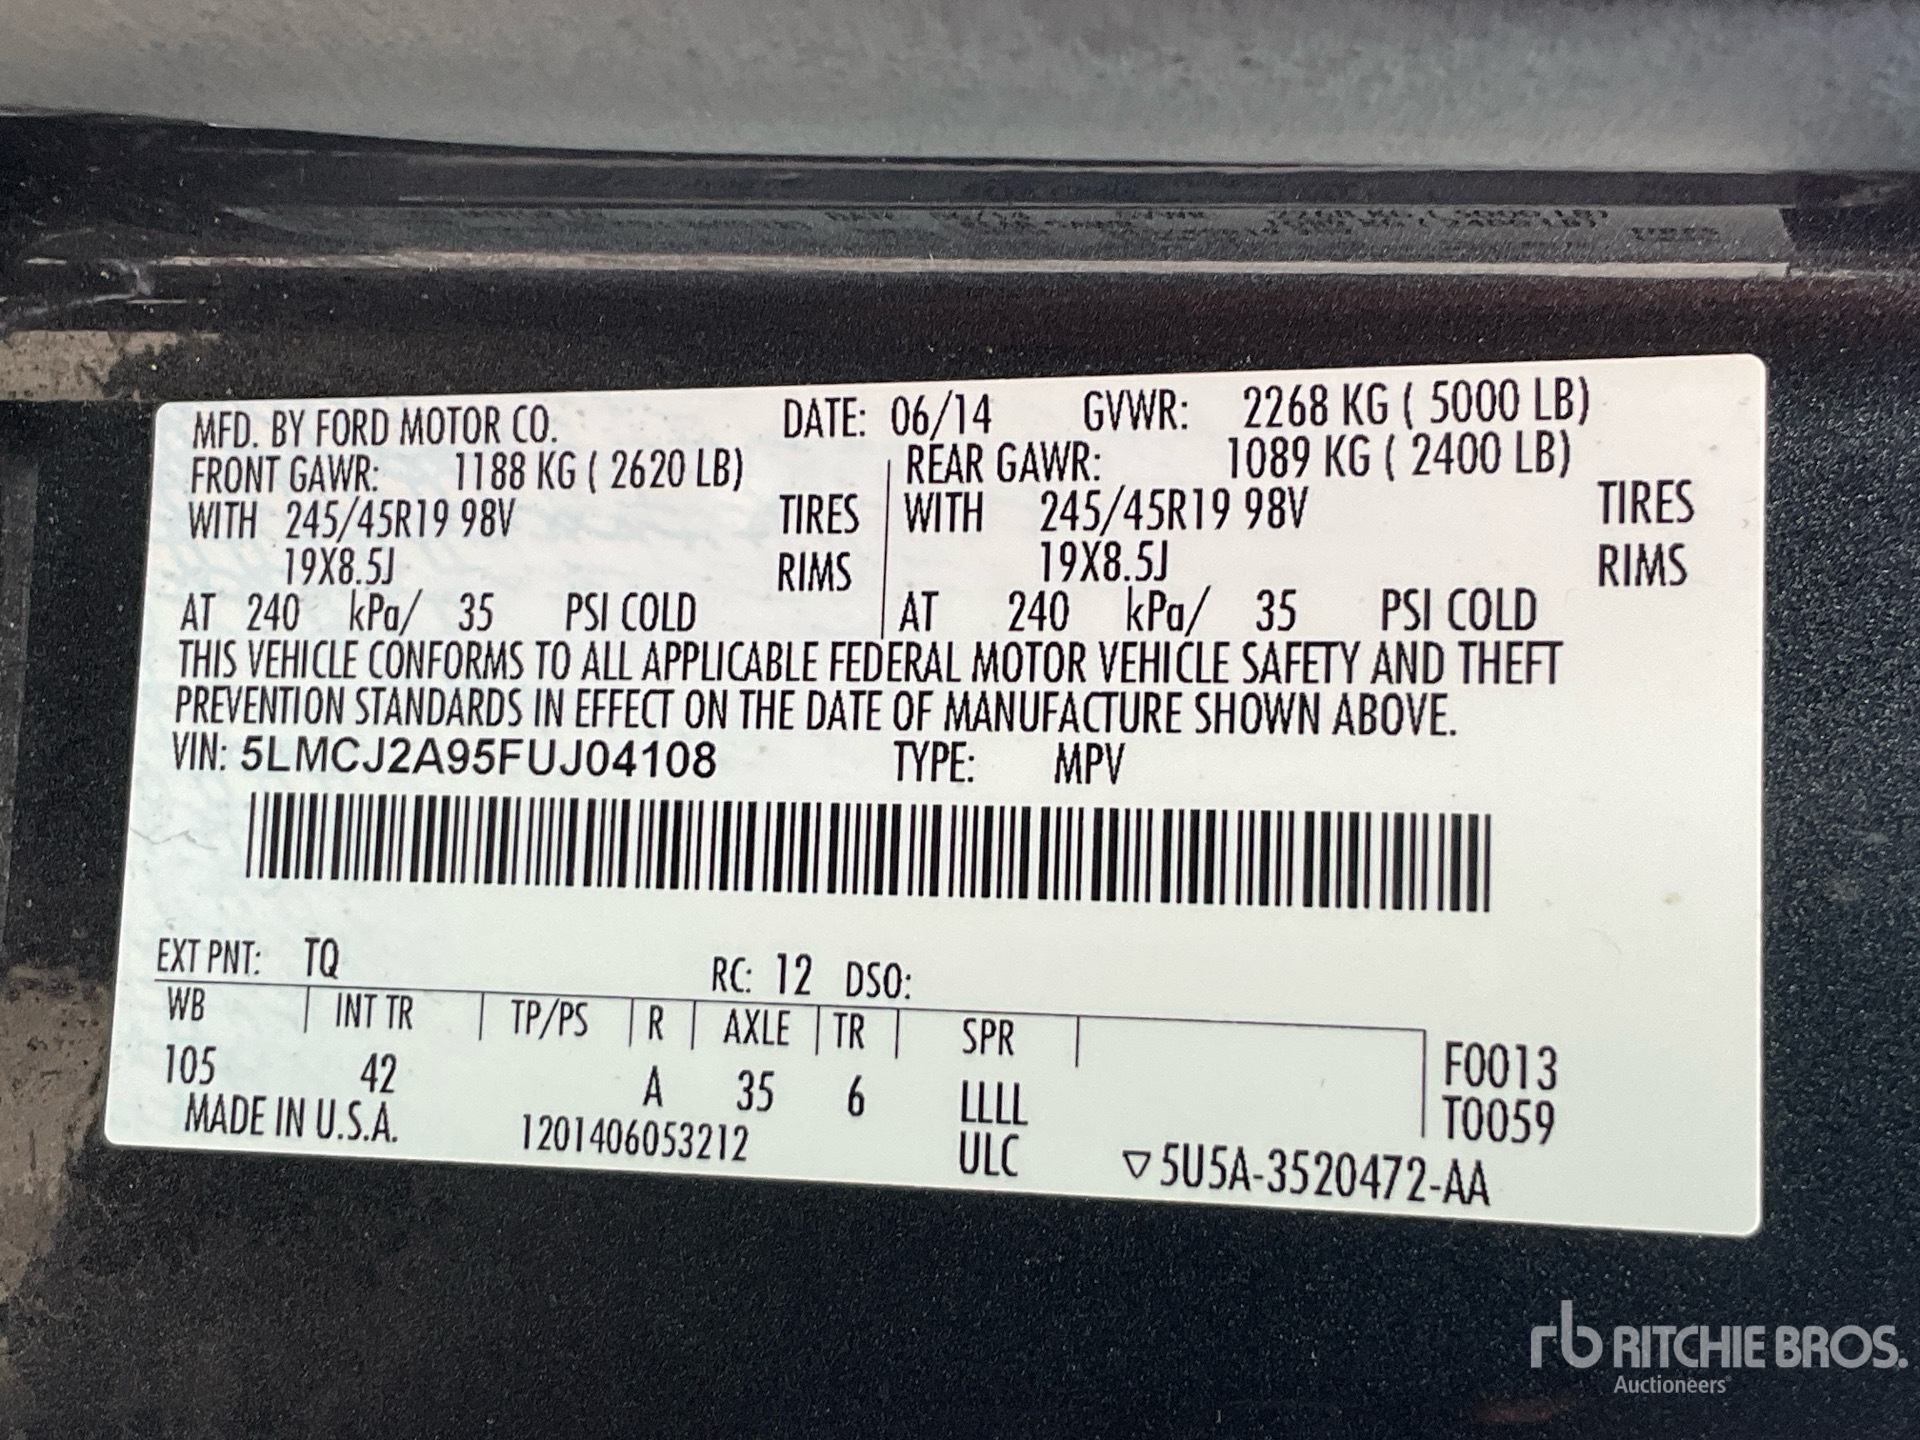 MFD. BY FORD MOTOR CO. DATE: 06/14 GVWR: 2268 KG ( 5000 LB)
FRONT GAWR: 1188 KG ( 2620 LB) REAR GAWR: 1089 KG ( 2400 LB)
WITH 245/45R19 98V TIRES WITH 245/45R19 98V TIRES
19X8.5J RIMS 19X8.5J RIMS
AT 240 kPa/ 35 PSI COLD AT 240 kPa/ 35 PSI COLD
THIS VEHICLE CONFORMS TO ALL APPLICABLE FEDERAL MOTOR VEHICLE SAFETY AND THEFT
PREVENTION STANDARDS IN EFFECT ON THE DATE OF MANUFACTURE SHOWN ABOVE.
VIN: 5LMCJ2A95FUJ04108 TYPE: MPV
EXT PNT: TQ RC: 12 DSO:
WB INT TR TP/PS R AXLE TR SPR
105 42 A 35 6 LLLL F0013
MADE IN U.S.A. 1201406053212 ULC T0059
▽5U5A-3520472-AA
rb RITCHIE BROS.
Auctioneers